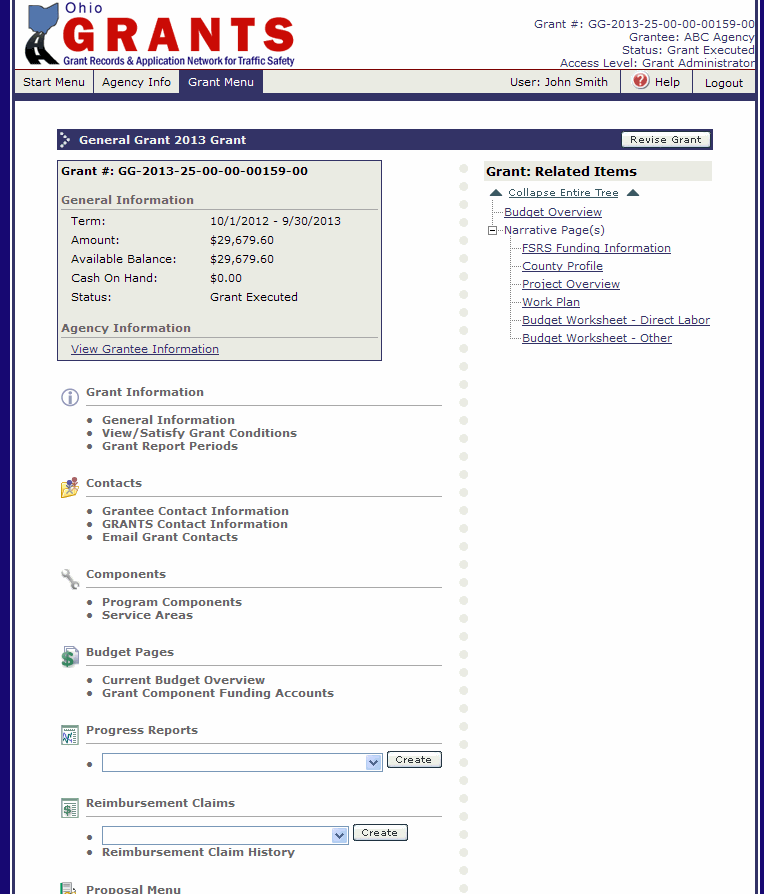 Ohio
GRANTS
Grant Records & Application Network for Traffic Safety
Grant #: GG-2013-25-00-00-00159-00
Grantee: ABC Agency
Status: Grant Executed
Access Level: Grant Administrator
Start Menu Agency Info Grant Menu User: John Smith ? Help Logout
General Grant 2013 Grant Revise Grant
Grant #: GG-2013-25-00-00-00159-00
General Information
Term: 10/1/2012 - 9/30/2013
Amount: $29,679.60
Available Balance: $29,679.60
Cash On Hand: $0.00
Status: Grant Executed
Agency Information
View Grantee Information
Grant Information
• General Information
• View/Satisfy Grant Conditions
• Grant Report Periods
Contacts
• Grantee Contact Information
• GRANTS Contact Information
• Email Grant Contacts
Components
• Program Components
• Service Areas
Budget Pages
• Current Budget Overview
• Grant Component Funding Accounts
Progress Reports
• Create
Reimbursement Claims
• Create
• Reimbursement Claim History
Proposal Menu
Grant: Related Items
Collapse Entire Tree
Budget Overview
Narrative Page(s)
FSRS Funding Information
County Profile
Project Overview
Work Plan
Budget Worksheet - Direct Labor
Budget Worksheet - Other